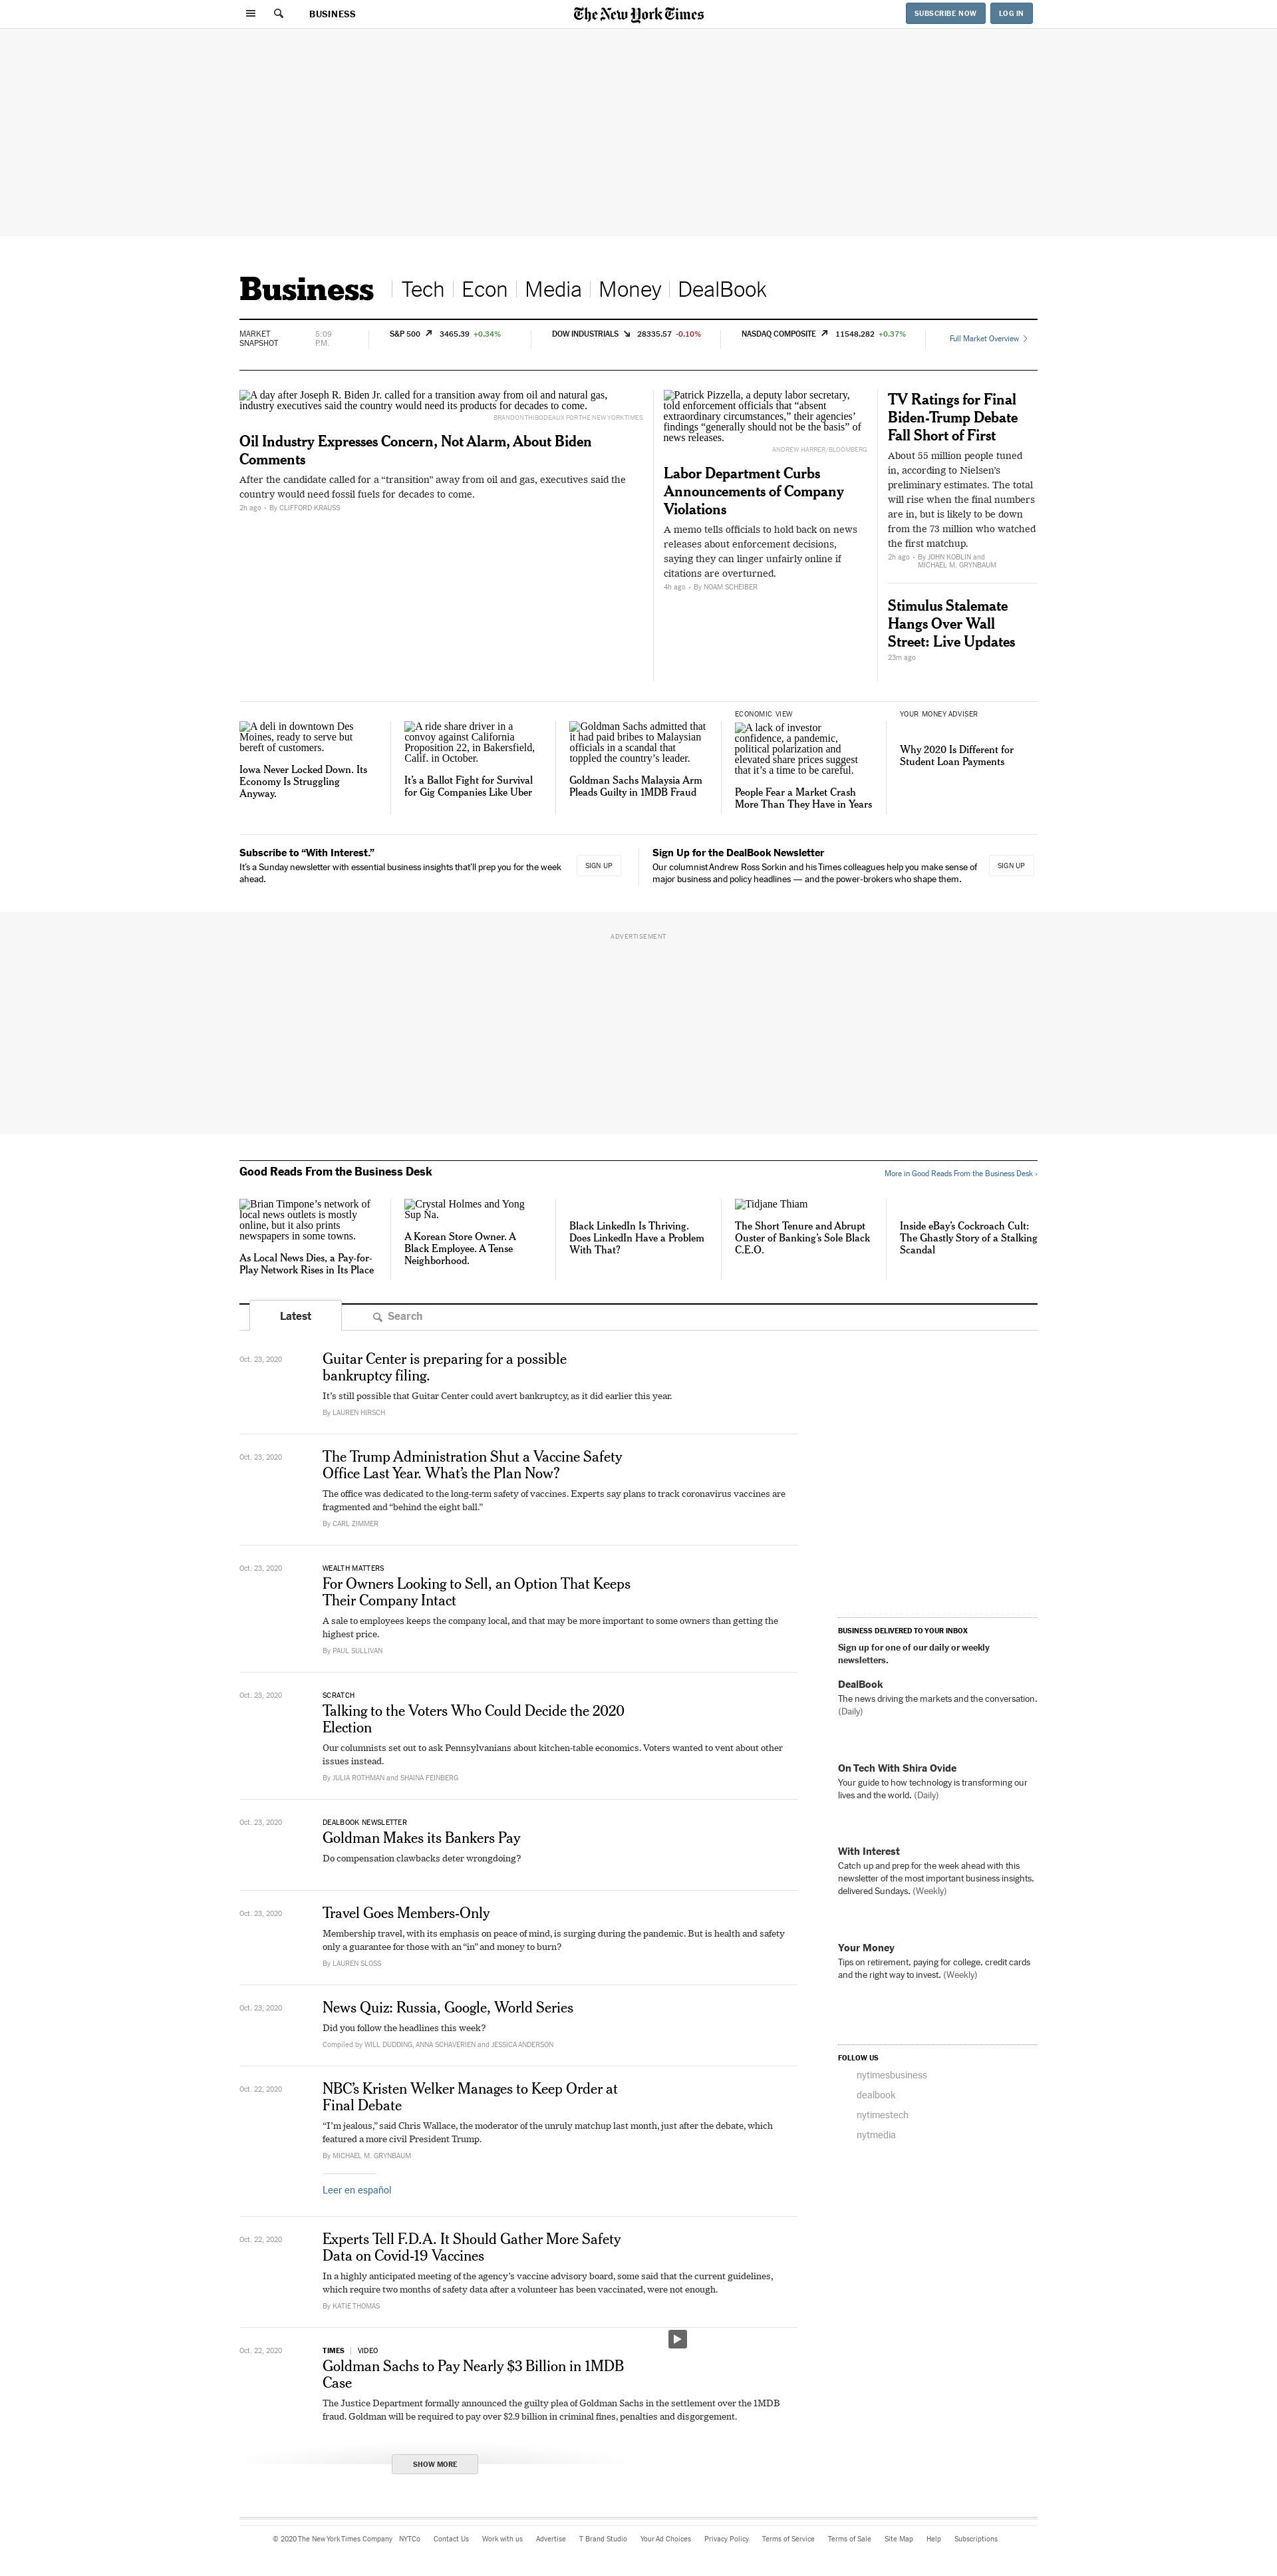 BUSINESS
The New York Times
SUBSCRIBE NOW
LOG IN
Business
Tech
Econ
Media
Money
DealBook
MARKET
SNAPSHOT
5:09
P.M.
S&P 500 3465.39 +0.34%
DOW INDUSTRIALS 28335.57 -0.10%
NASDAQ COMPOSITE 11548.282 +0.37%
Full Market Overview
A day after Joseph R. Biden Jr. called for a transition away from oil and natural gas,
industry executives said the country would need its products for decades to come.
BRANDON THIBODEAUX FOR THE NEW YORK TIMES
Oil Industry Expresses Concern, Not Alarm, About Biden
Comments
After the candidate called for a “transition” away from oil and gas, executives said the
country would need fossil fuels for decades to come.
2h ago · By CLIFFORD KRAUSS
Patrick Pizzella, a deputy labor secretary,
told enforcement officials that “absent
extraordinary circumstances,” their agencies’
findings “generally should not be the basis” of
news releases.
ANDREW HARRER/BLOOMBERG
Labor Department Curbs
Announcements of Company
Violations
A memo tells officials to hold back on news
releases about enforcement decisions,
saying they can linger unfairly online if
citations are overturned.
4h ago · By NOAM SCHEIBER
TV Ratings for Final
Biden-Trump Debate
Fall Short of First
About 55 million people tuned
in, according to Nielsen’s
preliminary estimates. The total
will rise when the final numbers
are in, but is likely to be down
from the 73 million who watched
the first matchup.
2h ago · By JOHN KOBLIN and
MICHAEL M. GRYNBAUM
Stimulus Stalemate
Hangs Over Wall
Street: Live Updates
23m ago
A deli in downtown Des
Moines, ready to serve but
bereft of customers.
Iowa Never Locked Down. Its
Economy Is Struggling
Anyway.
A ride share driver in a
convoy against California
Proposition 22, in Bakersfield,
Calif. in October.
It’s a Ballot Fight for Survival
for Gig Companies Like Uber
Goldman Sachs admitted that
it had paid bribes to Malaysian
officials in a scandal that
toppled the country’s leader.
Goldman Sachs Malaysia Arm
Pleads Guilty in 1MDB Fraud
ECONOMIC VIEW
A lack of investor
confidence, a pandemic,
political polarization and
elevated share prices suggest
that it’s a time to be careful.
People Fear a Market Crash
More Than They Have in Years
YOUR MONEY ADVISER
Why 2020 Is Different for
Student Loan Payments
Subscribe to “With Interest.”
It’s a Sunday newsletter with essential business insights that’ll prep you for the week
ahead.
SIGN UP
Sign Up for the DealBook Newsletter
Our columnist Andrew Ross Sorkin and his Times colleagues help you make sense of
major business and policy headlines — and the power-brokers who shape them.
SIGN UP
ADVERTISEMENT
Good Reads From the Business Desk
More in Good Reads From the Business Desk ›
Brian Timpone’s network of
local news outlets is mostly
online, but it also prints
newspapers in some towns.
As Local News Dies, a Pay-for-
Play Network Rises in Its Place
Crystal Holmes and Yong
Sup Na.
A Korean Store Owner. A
Black Employee. A Tense
Neighborhood.
Black LinkedIn Is Thriving.
Does LinkedIn Have a Problem
With That?
Tidjane Thiam
The Short Tenure and Abrupt
Ouster of Banking’s Sole Black
C.E.O.
Inside eBay’s Cockroach Cult:
The Ghastly Story of a Stalking
Scandal
Latest
Search
Oct. 23, 2020
Guitar Center is preparing for a possible
bankruptcy filing.
It’s still possible that Guitar Center could avert bankruptcy, as it did earlier this year.
By LAUREN HIRSCH
Oct. 23, 2020
The Trump Administration Shut a Vaccine Safety
Office Last Year. What’s the Plan Now?
The office was dedicated to the long-term safety of vaccines. Experts say plans to track coronavirus vaccines are
fragmented and “behind the eight ball.”
By CARL ZIMMER
Oct. 23, 2020
WEALTH MATTERS
For Owners Looking to Sell, an Option That Keeps
Their Company Intact
A sale to employees keeps the company local, and that may be more important to some owners than getting the
highest price.
By PAUL SULLIVAN
Oct. 23, 2020
SCRATCH
Talking to the Voters Who Could Decide the 2020
Election
Our columnists set out to ask Pennsylvanians about kitchen-table economics. Voters wanted to vent about other
issues instead.
By JULIA ROTHMAN and SHAINA FEINBERG
Oct. 23, 2020
DEALBOOK NEWSLETTER
Goldman Makes its Bankers Pay
Do compensation clawbacks deter wrongdoing?
Oct. 23, 2020
Travel Goes Members-Only
Membership travel, with its emphasis on peace of mind, is surging during the pandemic. But is health and safety
only a guarantee for those with an “in” and money to burn?
By LAUREN SLOSS
Oct. 23, 2020
News Quiz: Russia, Google, World Series
Did you follow the headlines this week?
Compiled by WILL DUDDING, ANNA SCHAVERIEN and JESSICA ANDERSON
Oct. 22, 2020
NBC’s Kristen Welker Manages to Keep Order at
Final Debate
“I’m jealous,” said Chris Wallace, the moderator of the unruly matchup last month, just after the debate, which
featured a more civil President Trump.
By MICHAEL M. GRYNBAUM
Leer en español
Oct. 22, 2020
Experts Tell F.D.A. It Should Gather More Safety
Data on Covid-19 Vaccines
In a highly anticipated meeting of the agency’s vaccine advisory board, some said that the current guidelines,
which require two months of safety data after a volunteer has been vaccinated, were not enough.
By KATIE THOMAS
Oct. 22, 2020
TIMES | VIDEO
Goldman Sachs to Pay Nearly $3 Billion in 1MDB
Case
The Justice Department formally announced the guilty plea of Goldman Sachs in the settlement over the 1MDB
fraud. Goldman will be required to pay over $2.9 billion in criminal fines, penalties and disgorgement.
SHOW MORE
BUSINESS DELIVERED TO YOUR INBOX
Sign up for one of our daily or weekly
newsletters.
DealBook
The news driving the markets and the conversation.
(Daily)
On Tech With Shira Ovide
Your guide to how technology is transforming our
lives and the world. (Daily)
With Interest
Catch up and prep for the week ahead with this
newsletter of the most important business insights,
delivered Sundays. (Weekly)
Your Money
Tips on retirement, paying for college, credit cards
and the right way to invest. (Weekly)
FOLLOW US
nytimesbusiness
dealbook
nytimestech
nytmedia
© 2020 The New York Times Company NYTCo Contact Us Work with us Advertise T Brand Studio Your Ad Choices Privacy Policy Terms of Service Terms of Sale Site Map Help Subscriptions